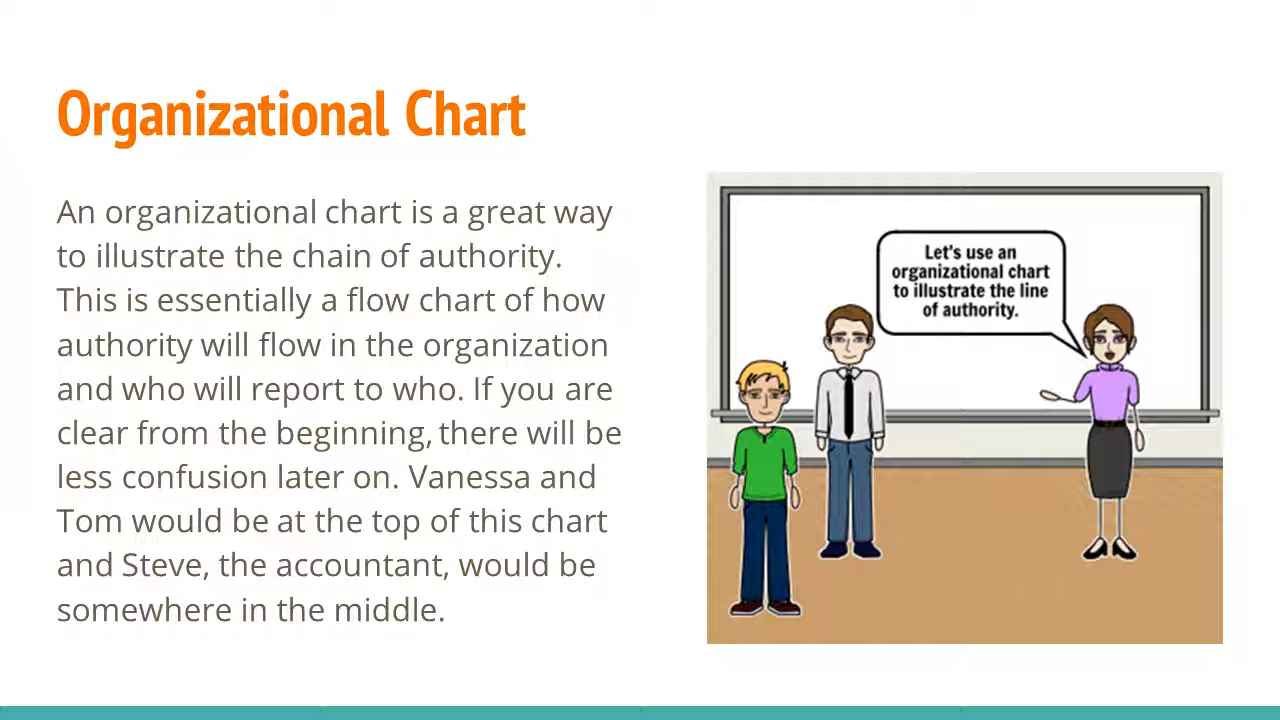 Organizational Chart
An organizational chart is a great way
to illustrate the chain of authority.
This is essentially a flow chart of how
authority will flow in the organization
and who will report to who. If you are
clear from the beginning, there will be
less confusion later on. Vanessa and
Tom would be at the top of this chart
and Steve, the accountant, would be
somewhere in the middle.
Let's use an
organizational chart
to illustrate the line
of authority.